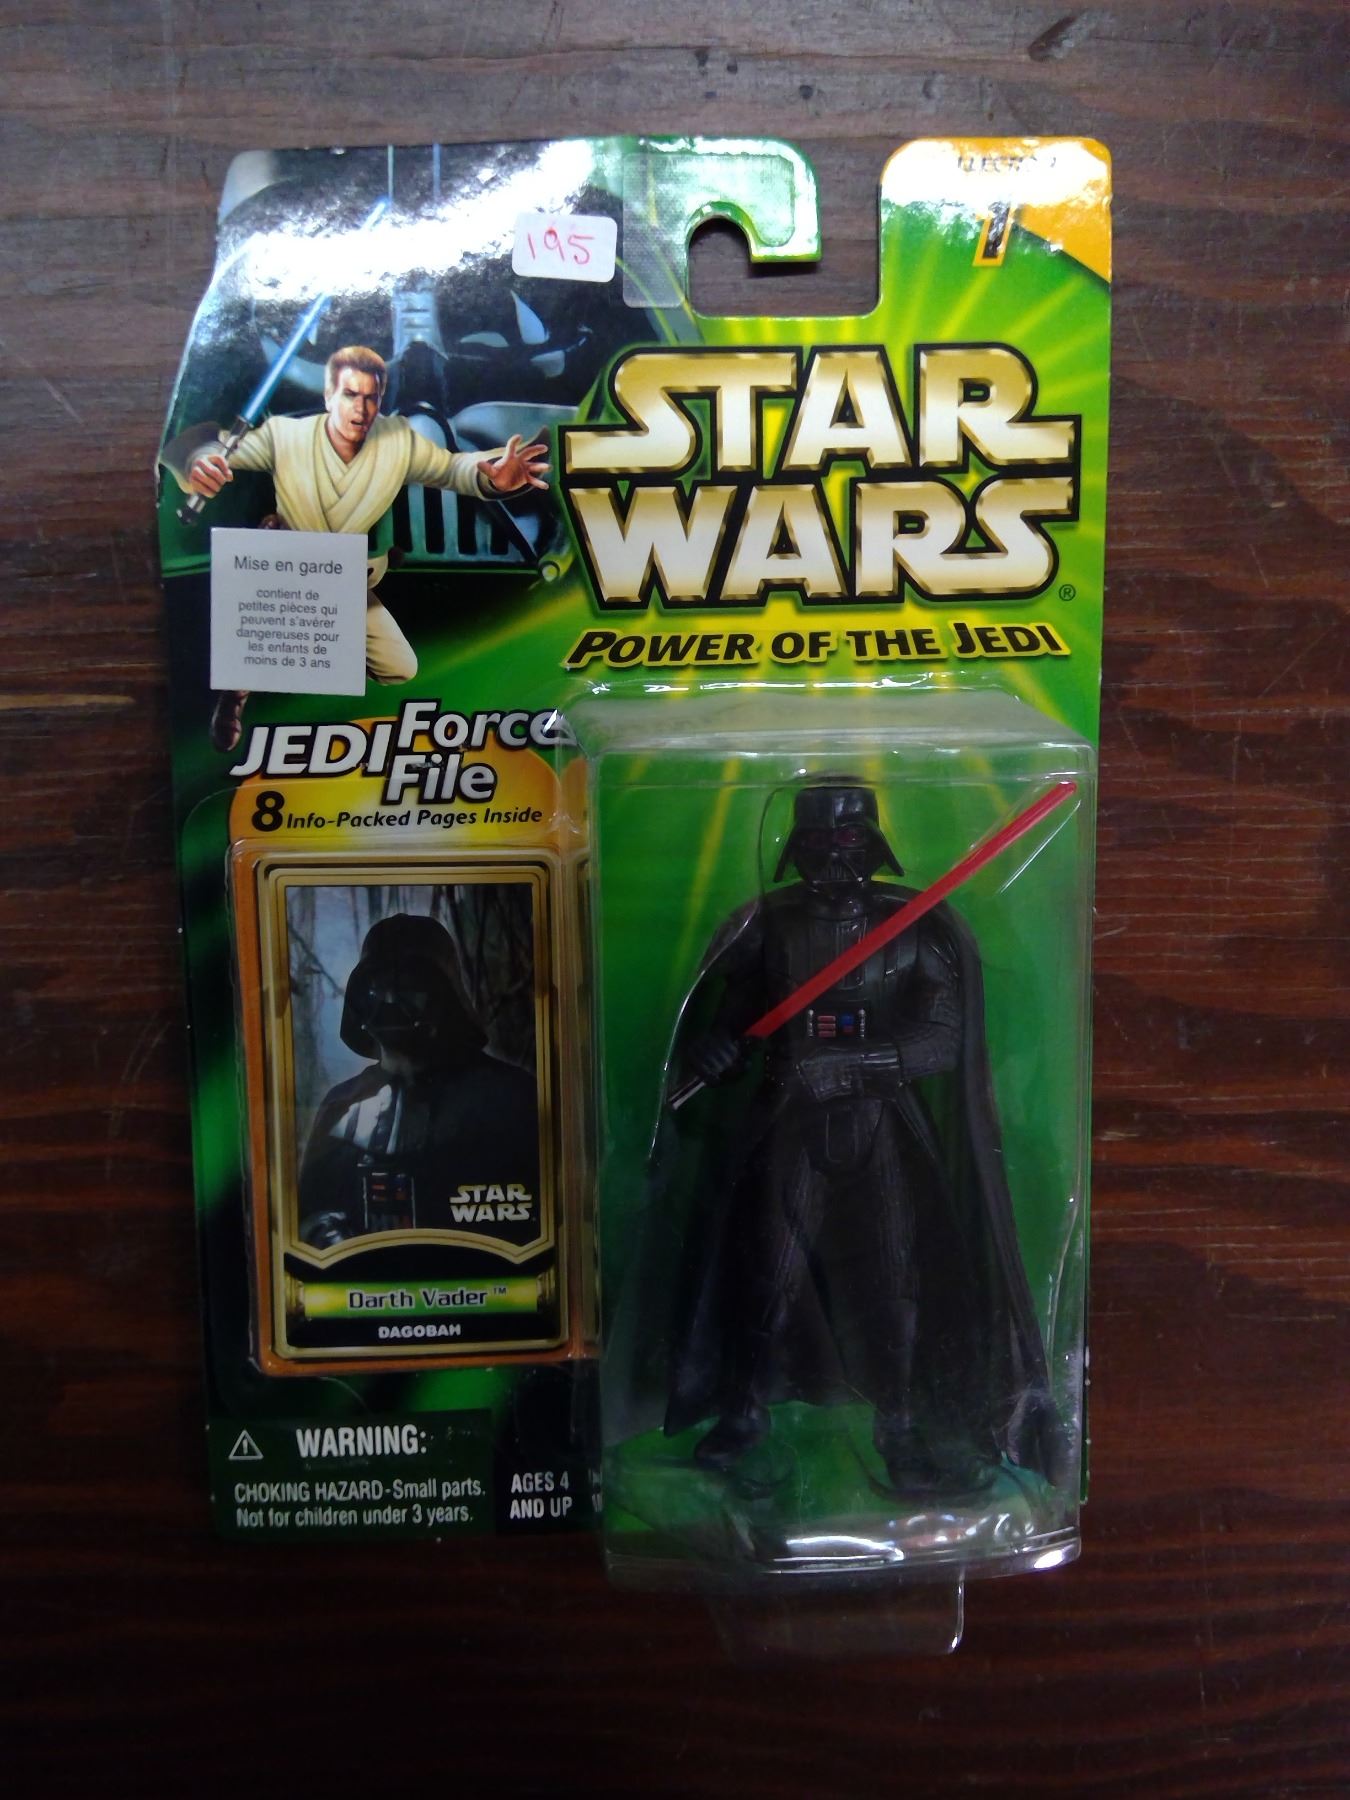 195
1
STAR
WARS®
POWER OF THE JEDI
Mise en garde
contient de
petites pièces qui
peuvent s'avérer
dangereuses pour
les enfants de
moins de 3 ans
JEDI Force
File
8 Info-Packed Pages Inside
STAR
WARS
Darth Vader™
DAGOBAH
WARNING:
CHOKING HAZARD-Small parts.
Not for children under 3 years.
AGES 4
AND UP